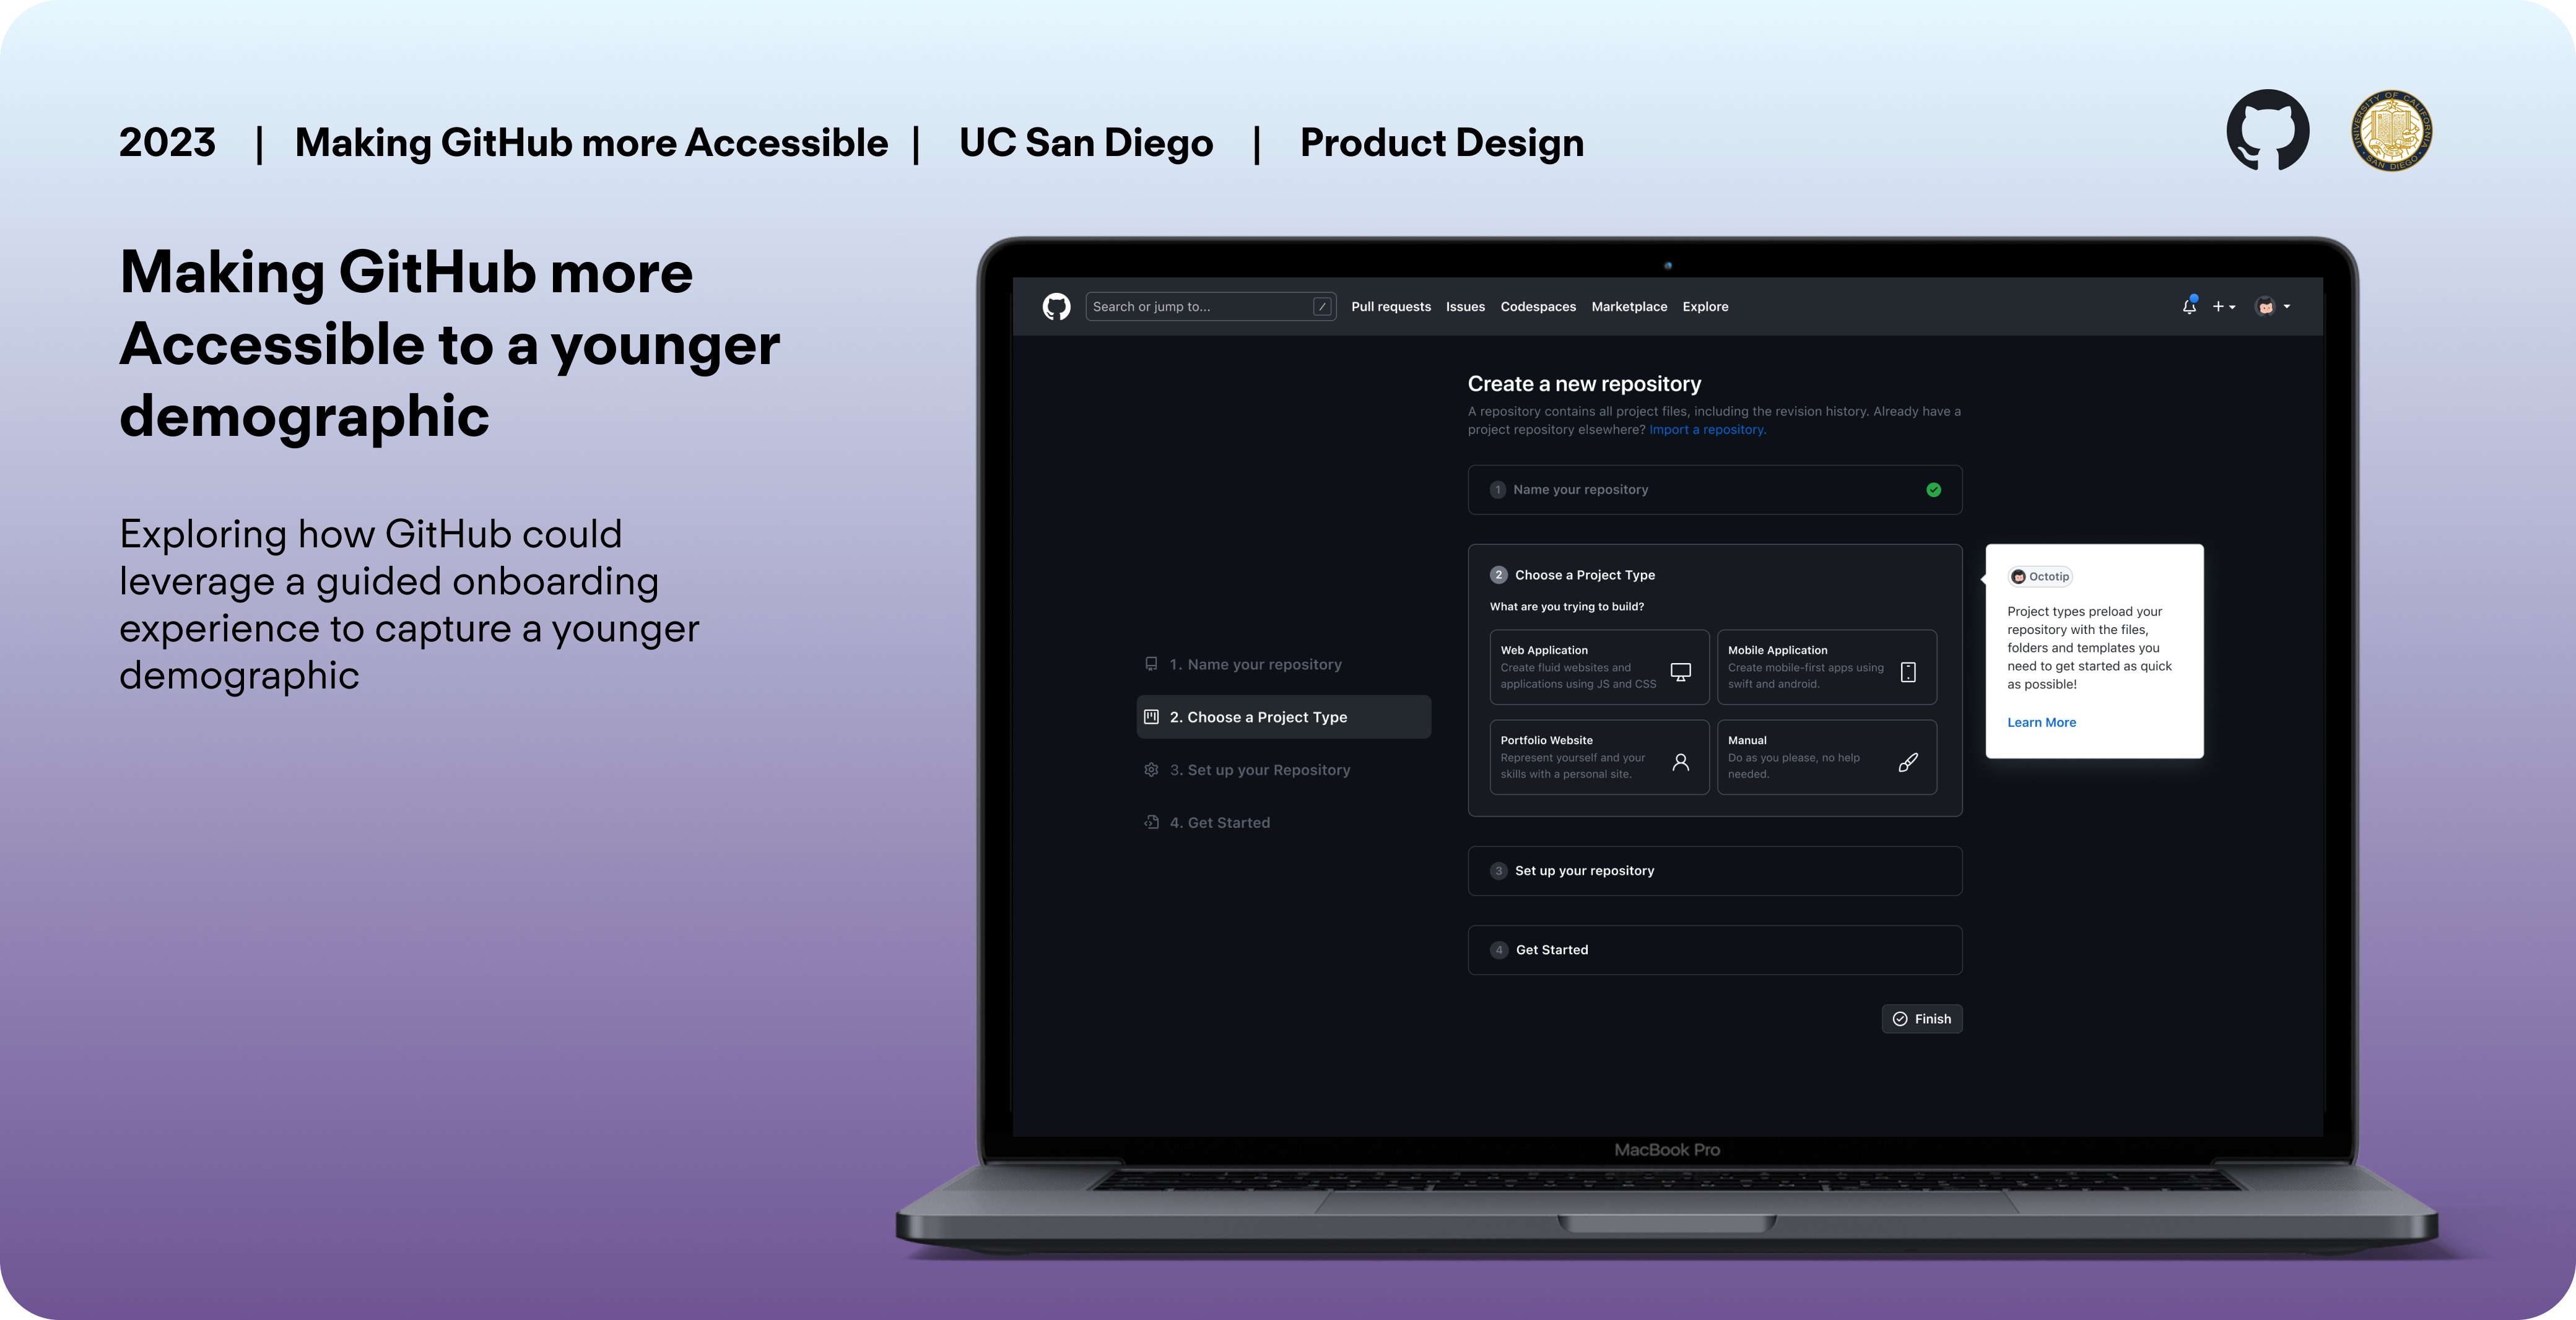 2023 | Making GitHub more Accessible | UC San Diego | Product Design
UNIVERSITY OF CALIFORNIA
SAN DIEGO
Making GitHub more
Accessible to a younger
demographic
Exploring how GitHub could
leverage a guided onboarding
experience to capture a younger
demographic
Search or jump to... /
Pull requests Issues Codespaces Marketplace Explore
Create a new repository
A repository contains all project files, including the revision history. Already have a
project repository elsewhere? Import a repository.
1. Name your repository
2. Choose a Project Type
3. Set up your Repository
4. Get Started
1 Name your repository
2 Choose a Project Type
What are you trying to build?
Web Application
Create fluid websites and
applications using JS and CSS
Mobile Application
Create mobile-first apps using
swift and android.
Portfolio Website
Represent yourself and your
skills with a personal site.
Manual
Do as you please, no help
needed.
Octotip
Project types preload your
repository with the files,
folders and templates you
need to get started as quick
as possible!
Learn More
3 Set up your repository
4 Get Started
Finish
MacBook Pro